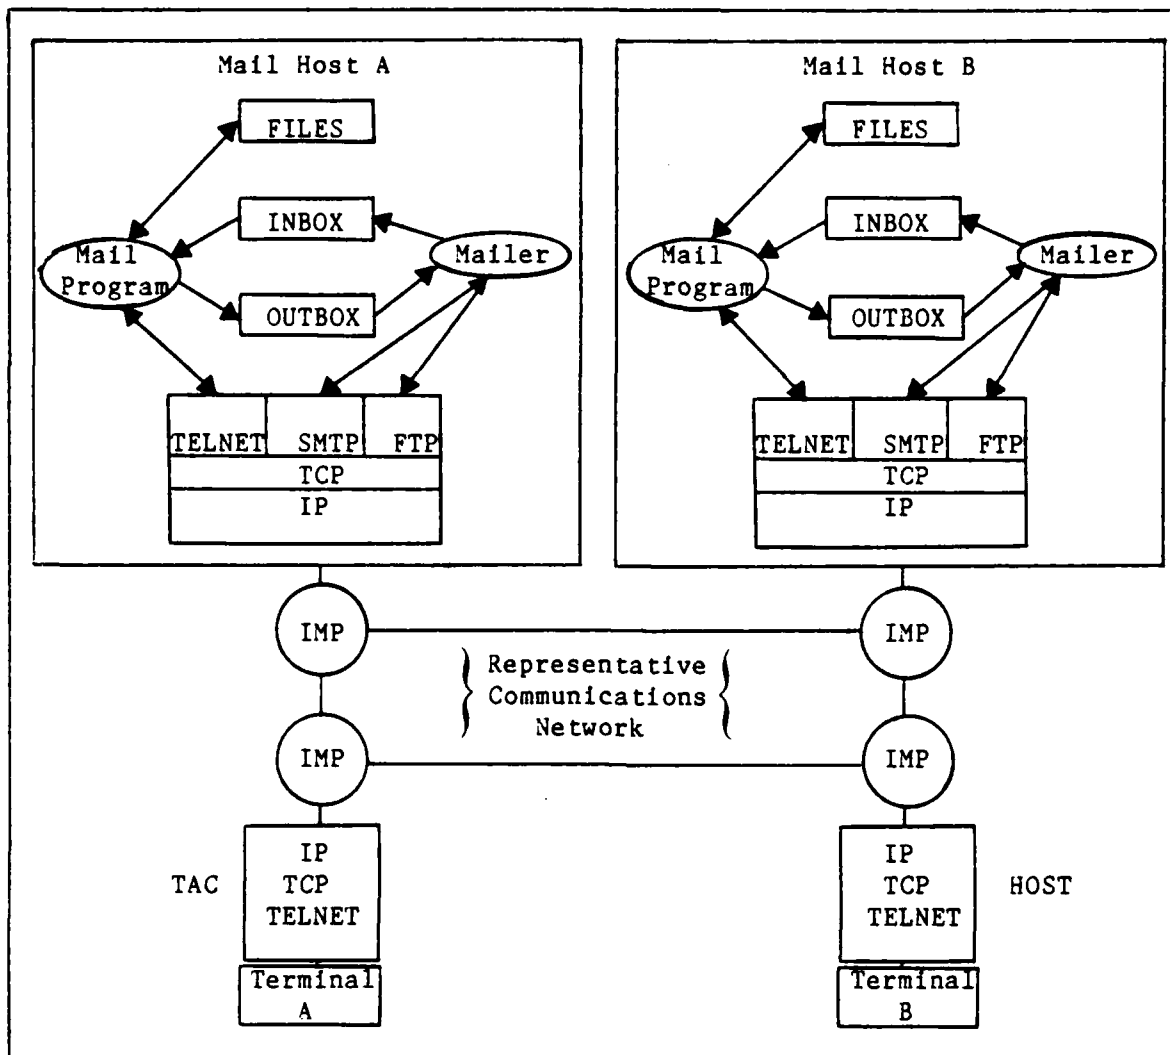 Mail Host A
FILES
INBOX
Mail
Program
Mailer
OUTBOX
TELNET SMTP FTP
TCP
IP
Mail Host B
FILES
INBOX
Mail
Program
Mailer
OUTBOX
TELNET SMTP FTP
TCP
IP
IMP
IMP
Representative
Communications
Network
IMP
IMP
TAC
IP
TCP
TELNET
Terminal
A
IP
TCP
TELNET
HOST
Terminal
B